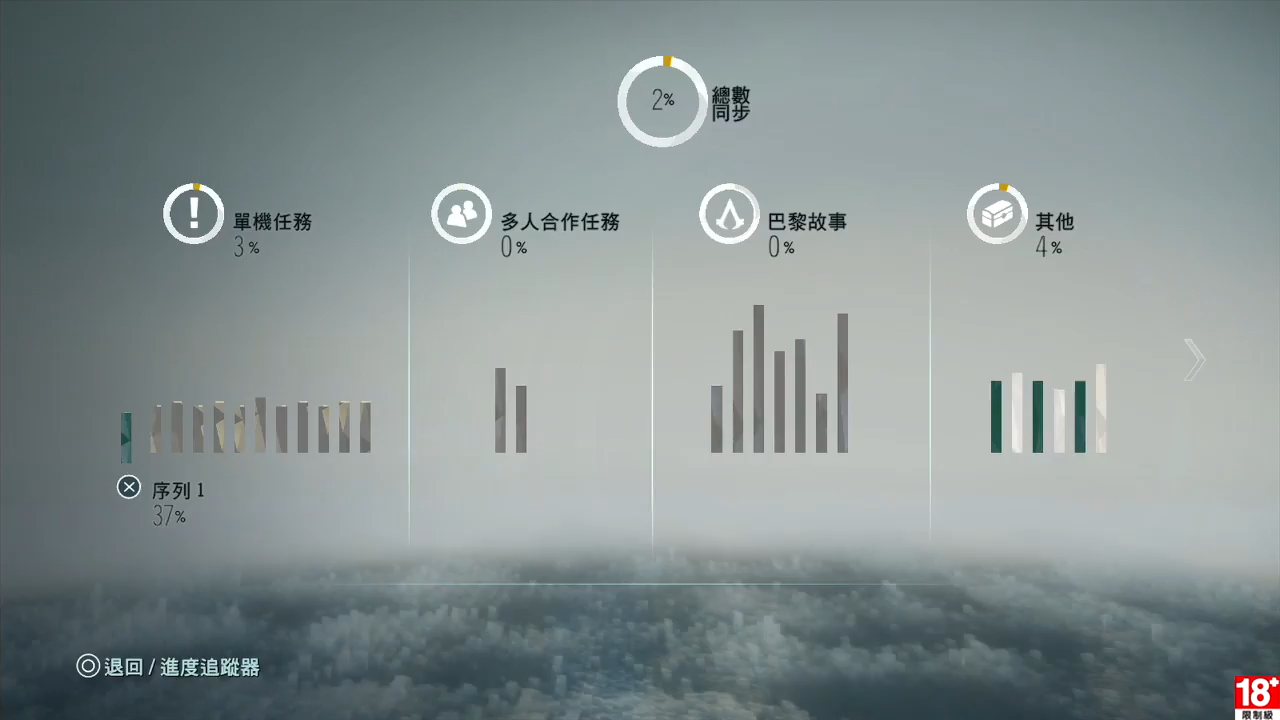 2%
總數
同步
單機任務
3%
多人合作任務
0%
巴黎故事
0%
其他
4%
序列 1
37%
退回 / 進度追蹤器
18+
限制級